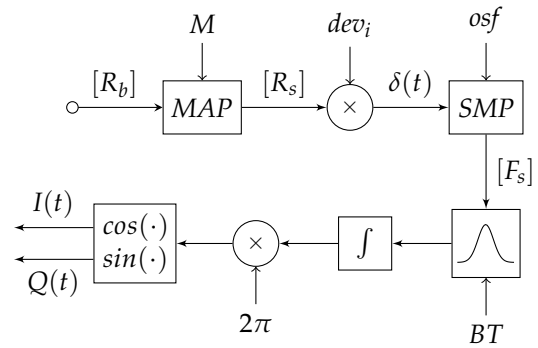 M
dev_i
osf
[R_b]
MAP
[R_s]
×
δ(t)
SMP
[F_s]
I(t)
Q(t)
cos(·)
sin(·)
×
∫
2π
BT